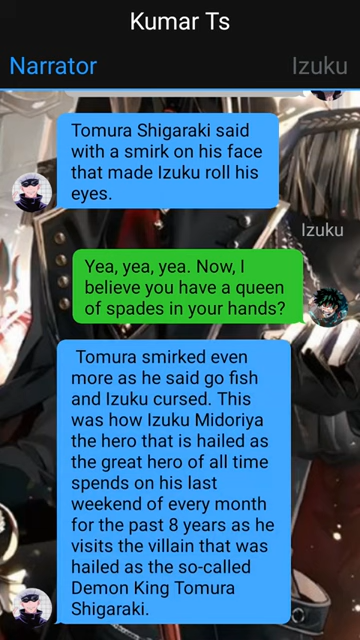 Kumar Ts
Narrator
Izuku
Tomura Shigaraki said
with a smirk on his face
that made Izuku roll his
eyes.
Izuku
Yea, yea, yea. Now, I
believe you have a queen
of spades in your hands?
Tomura smirked even
more as he said go fish
and Izuku cursed. This
was how Izuku Midoriya
the hero that is hailed as
the great hero of all time
spends on his last
weekend of every month
for the past 8 years as he
visits the villain that was
hailed as the so-called
Demon King Tomura
Shigaraki.